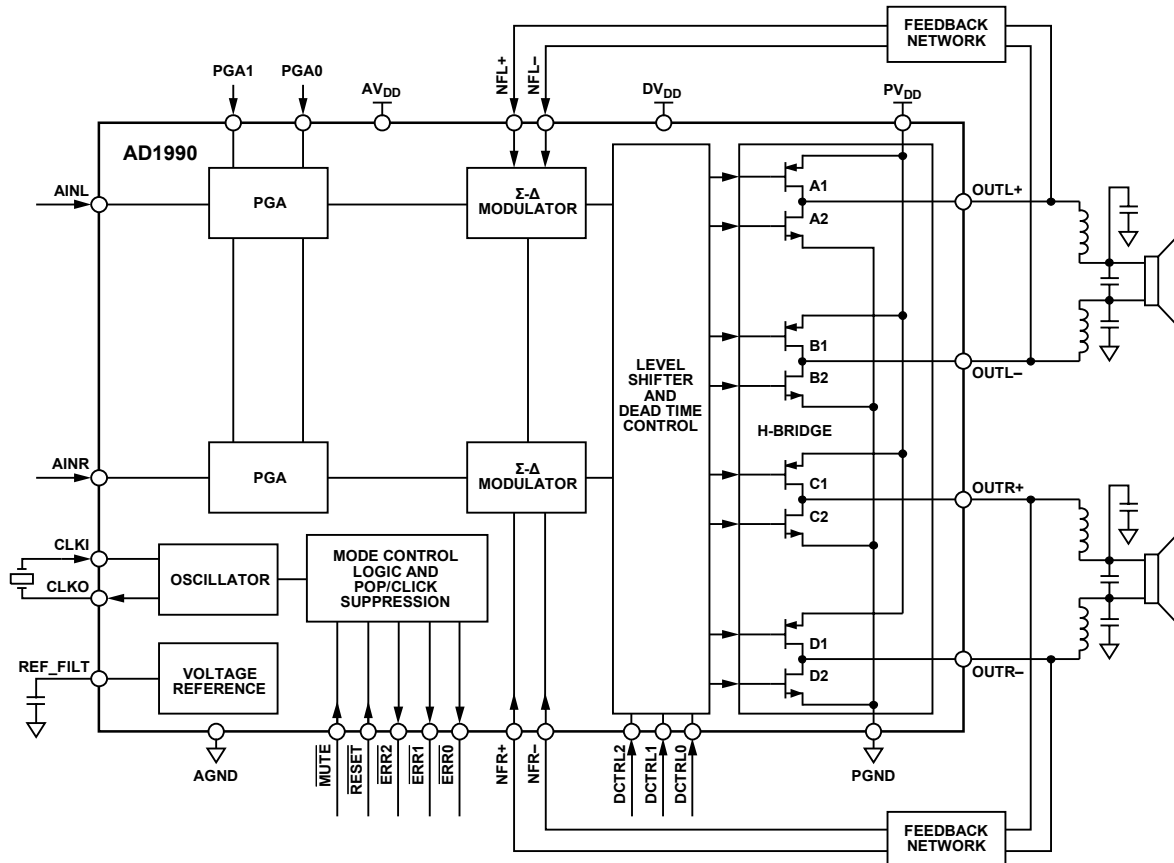 FEEDBACK
NETWORK
PGA1
PGA0
AVDD
NFL+
NFL–
DVDD
PVDD
AD1990
AINL
PGA
Σ-Δ
MODULATOR
A1
A2
OUTL+
LEVEL
SHIFTER
AND
DEAD TIME
CONTROL
B1
B2
OUTL–
H-BRIDGE
AINR
PGA
Σ-Δ
MODULATOR
C1
C2
OUTR+
CLKI
CLKO
OSCILLATOR
MODE CONTROL
LOGIC AND
POP/CLICK
SUPPRESSION
D1
D2
OUTR–
REF_FILT
VOLTAGE
REFERENCE
AGND
MUTE
RESET
ERR2
ERR1
ERR0
NFR+
NFR–
DCTRL2
DCTRL1
DCTRL0
PGND
FEEDBACK
NETWORK